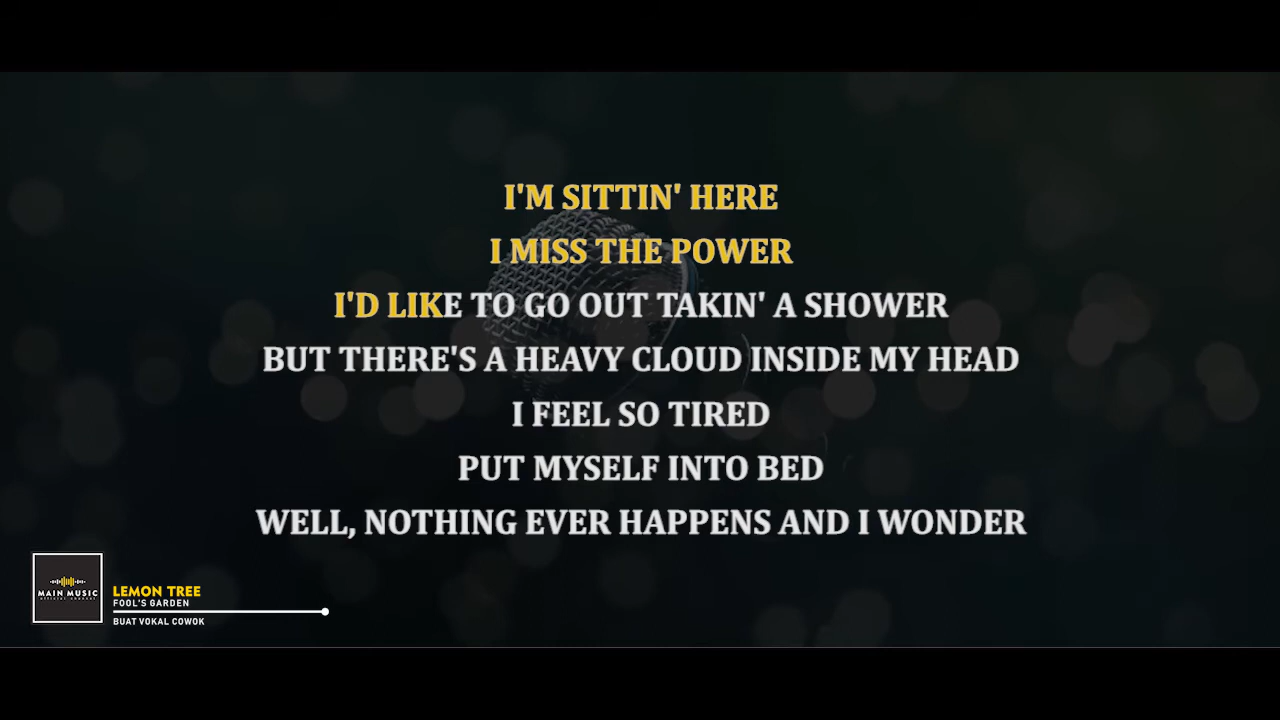 I'M SITTIN' HERE
I MISS THE POWER
I'D LIKE TO GO OUT TAKIN' A SHOWER
BUT THERE'S A HEAVY CLOUD INSIDE MY HEAD
I FEEL SO TIRED
PUT MYSELF INTO BED
WELL, NOTHING EVER HAPPENS AND I WONDER
MAIN MUSIC
OFFICIAL CHANNEL
LEMON TREE
FOOL'S GARDEN
BUAT VOKAL COWOK